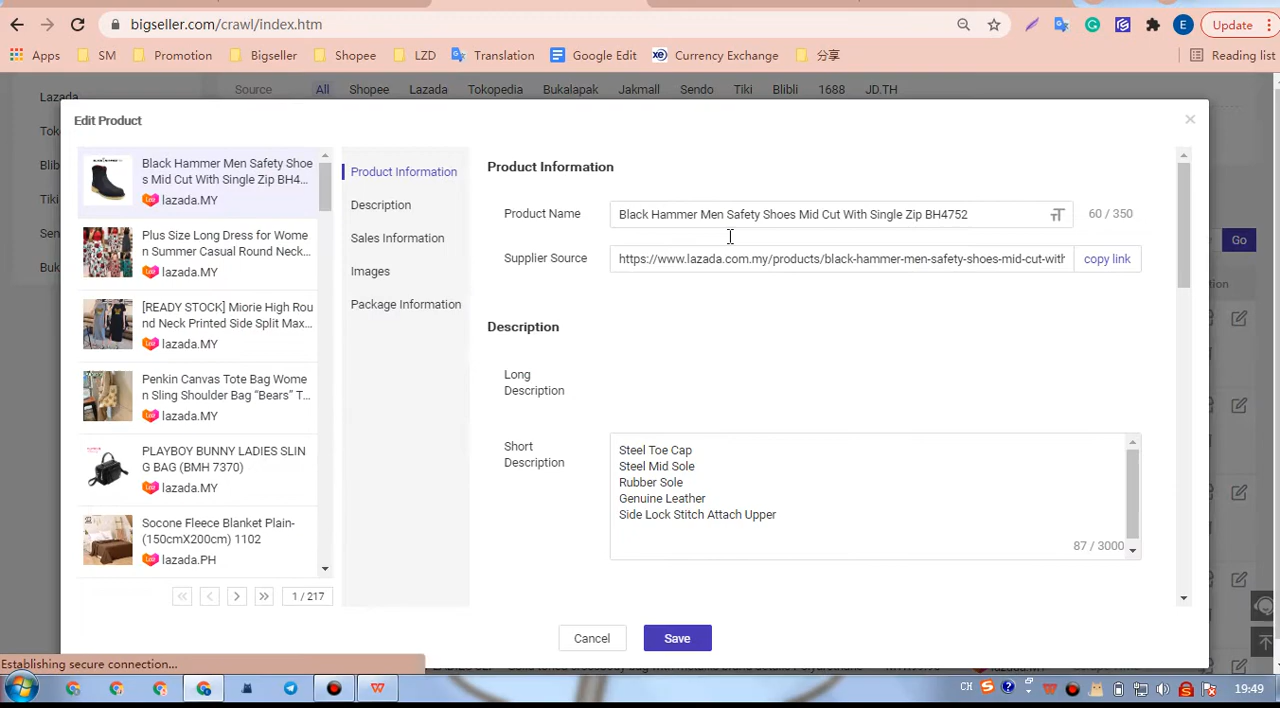 bigseller.com/crawl/index.htm
E
Update
Apps
SM
Promotion
Bigseller
Shopee
LZD
Translation
Google Edit
Currency Exchange
分享
Reading list
Source
All
Shopee
Lazada
Tokopedia
Bukalapak
Jakmall
Sendo
Tiki
Blibli
1688
JD.TH
Lazada
Edit Product
Black Hammer Men Safety Shoe
s Mid Cut With Single Zip BH4...
lazada.MY
Plus Size Long Dress for Wome
n Summer Casual Round Neck...
lazada.MY
[READY STOCK] Miorie High Rou
nd Neck Printed Side Split Max...
lazada.MY
Penkin Canvas Tote Bag Wome
n Sling Shoulder Bag “Bears” T...
lazada.MY
PLAYBOY BUNNY LADIES SLIN
G BAG (BMH 7370)
lazada.MY
Socone Fleece Blanket Plain-
(150cmX200cm) 1102
lazada.PH
1 / 217
Product Information
Description
Sales Information
Images
Package Information
Product Information
Product Name
Black Hammer Men Safety Shoes Mid Cut With Single Zip BH4752
60 / 350
Supplier Source
https://www.lazada.com.my/products/black-hammer-men-safety-shoes-mid-cut-with
copy link
Description
Long
Description
Short
Description
Steel Toe Cap
Steel Mid Sole
Rubber Sole
Genuine Leather
Side Lock Stitch Attach Upper
87 / 3000
Go
Cancel
Save
Establishing secure connection...
CH
19:49